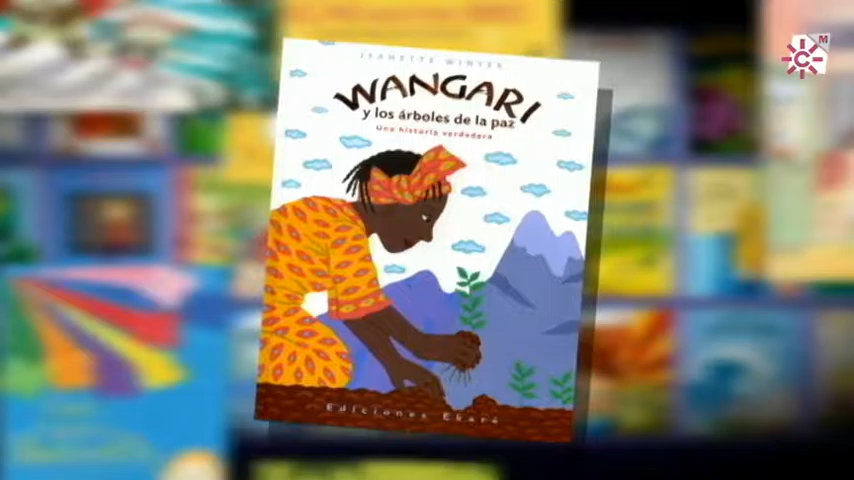 JEANETTE WINTER
WANGARI
y los árboles de la paz
Una historia verdadera
Ediciones Ekaré
M